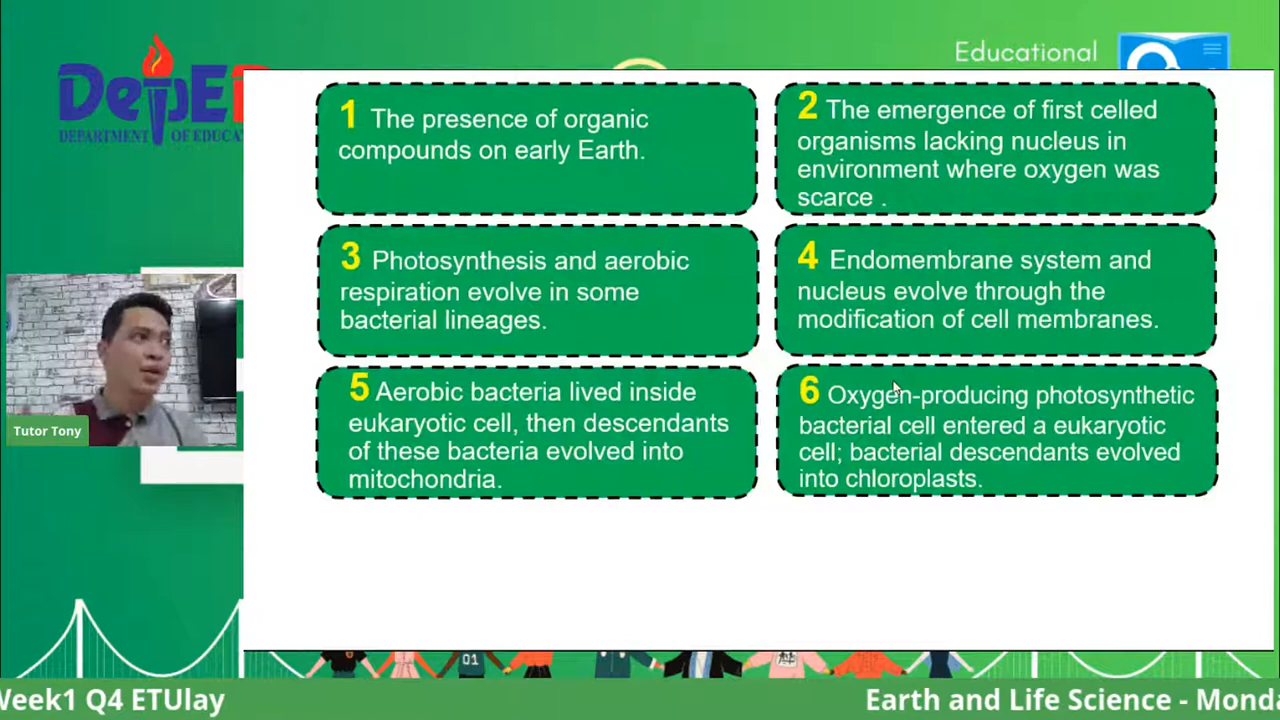 DepE
DEPARTMENT OF EDUCA
Educational
1 The presence of organic
compounds on early Earth.
2 The emergence of first celled
organisms lacking nucleus in
environment where oxygen was
scarce .
3 Photosynthesis and aerobic
respiration evolve in some
bacterial lineages.
4 Endomembrane system and
nucleus evolve through the
modification of cell membranes.
5 Aerobic bacteria lived inside
eukaryotic cell, then descendants
of these bacteria evolved into
mitochondria.
6 Oxygen-producing photosynthetic
bacterial cell entered a eukaryotic
cell; bacterial descendants evolved
into chloroplasts.
Tutor Tony
Q1
Week1 Q4 ETUlay
Earth and Life Science - Monda